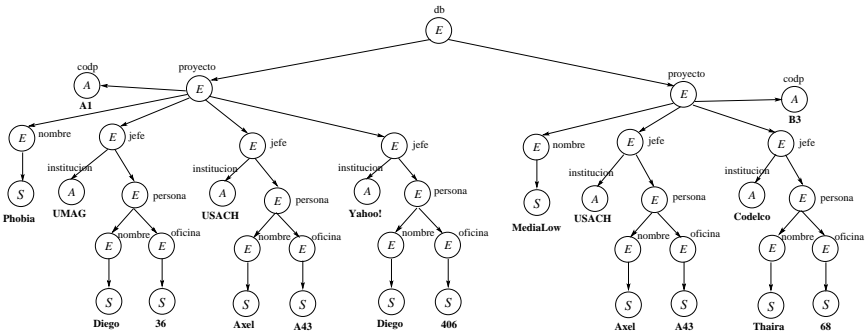 db
E
proyecto
proyecto
codp
codp
E
E
A
A
A1
B3
E nombre
E jefe
E jefe
E jefe
E nombre
E jefe
E jefe
institucion
institucion
institucion
institucion
institucion
S
A
E persona
A
E persona
A
E persona
S
A
E persona
A
E persona
Phobia
UMAG
USACH
Yahoo!
MediaLow
USACH
Codelco
nombre oficina
nombre oficina
nombre oficina
nombre oficina
nombre oficina
E E
E E
E E
E E
E E
S S
S S
S S
S S
S S
Diego 36
Axel A43
Diego 406
Axel A43
Thaira 68